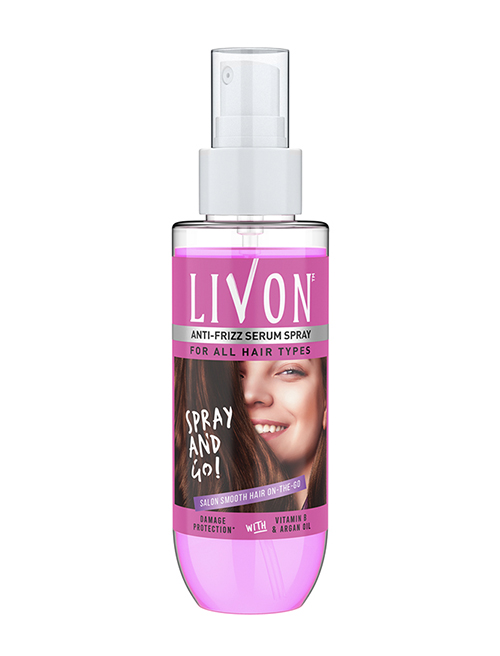 LIVON
ANTI-FRIZZ SERUM SPRAY
FOR ALL HAIR TYPES
SPRAY
AND
GO!
SALON SMOOTH HAIR ON-THE-GO
DAMAGE
PROTECTION*
WITH
VITAMIN B
& ARGAN OIL